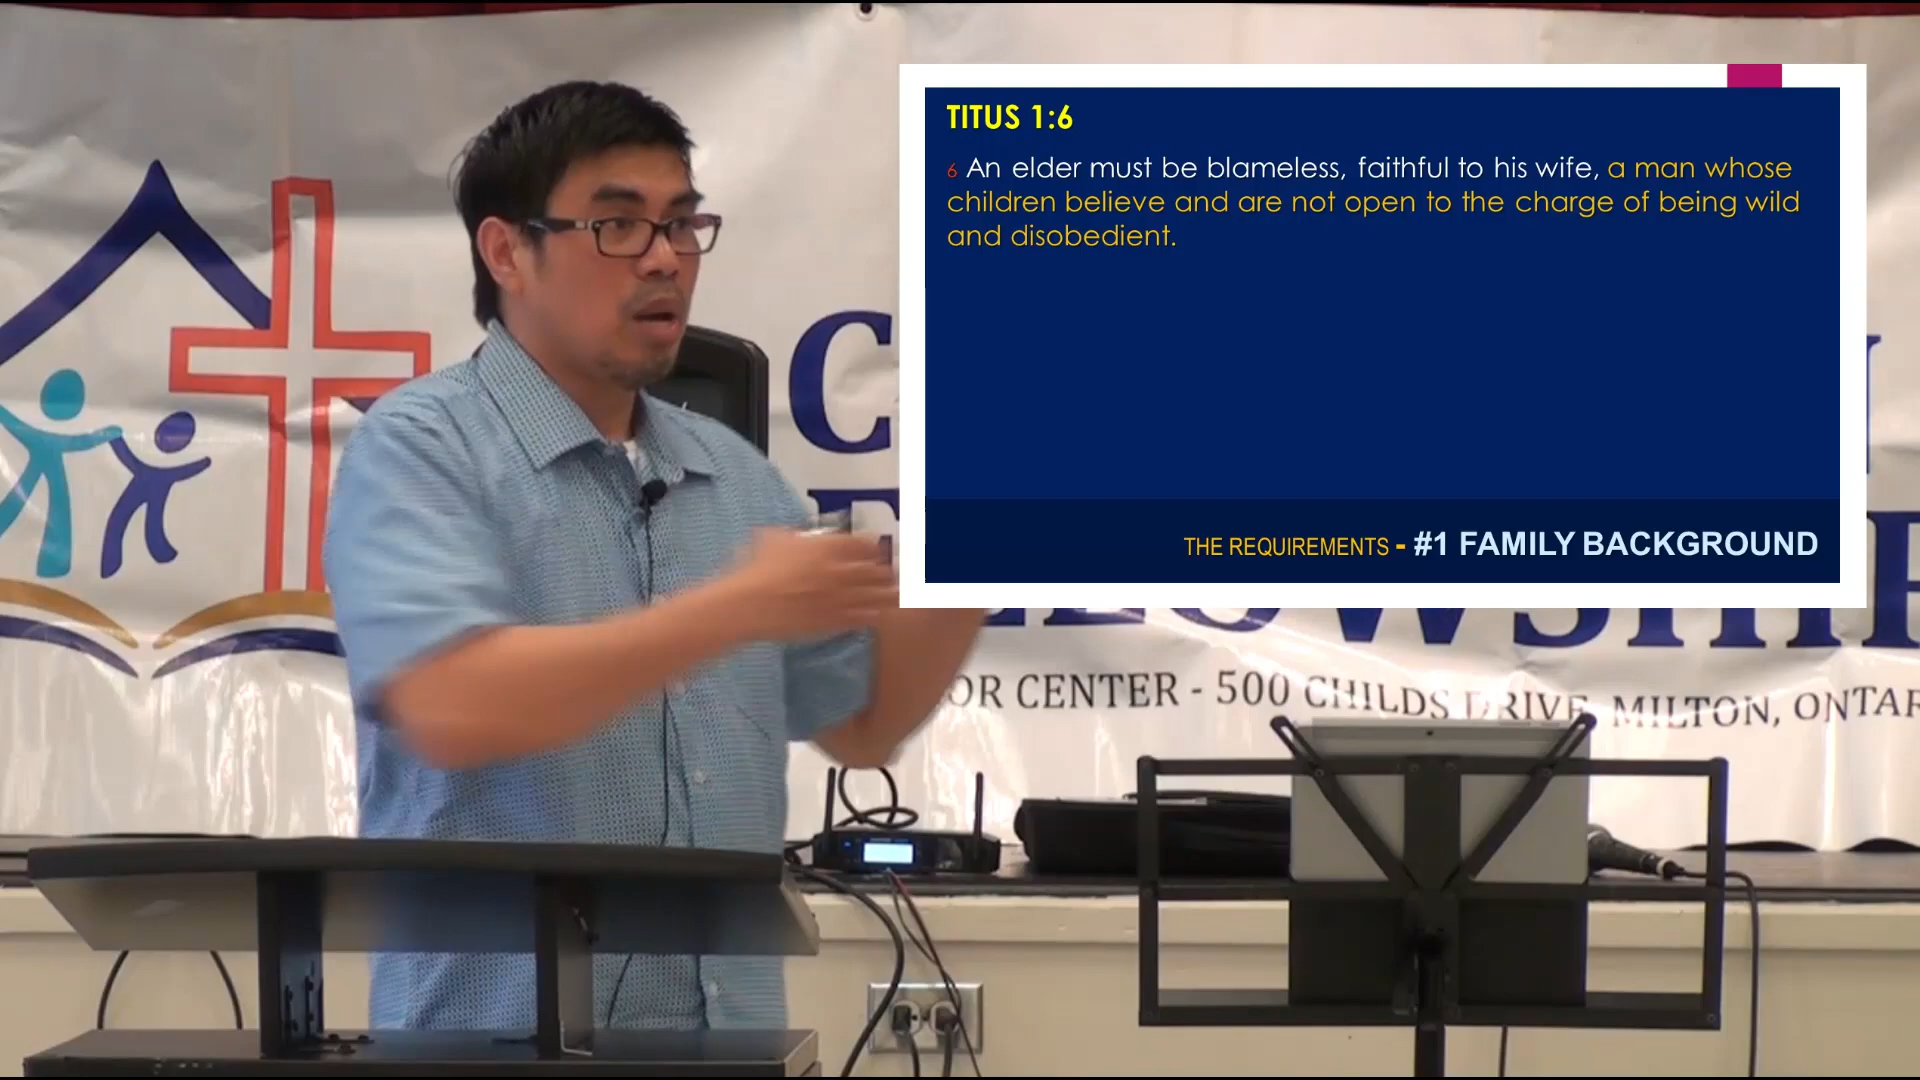 TITUS 1:6
6 An elder must be blameless, faithful to his wife, a man whose
children believe and are not open to the charge of being wild
and disobedient.
THE REQUIREMENTS - #1 FAMILY BACKGROUND
CENTER - 500 CHILDS DRIVE, MILTON,